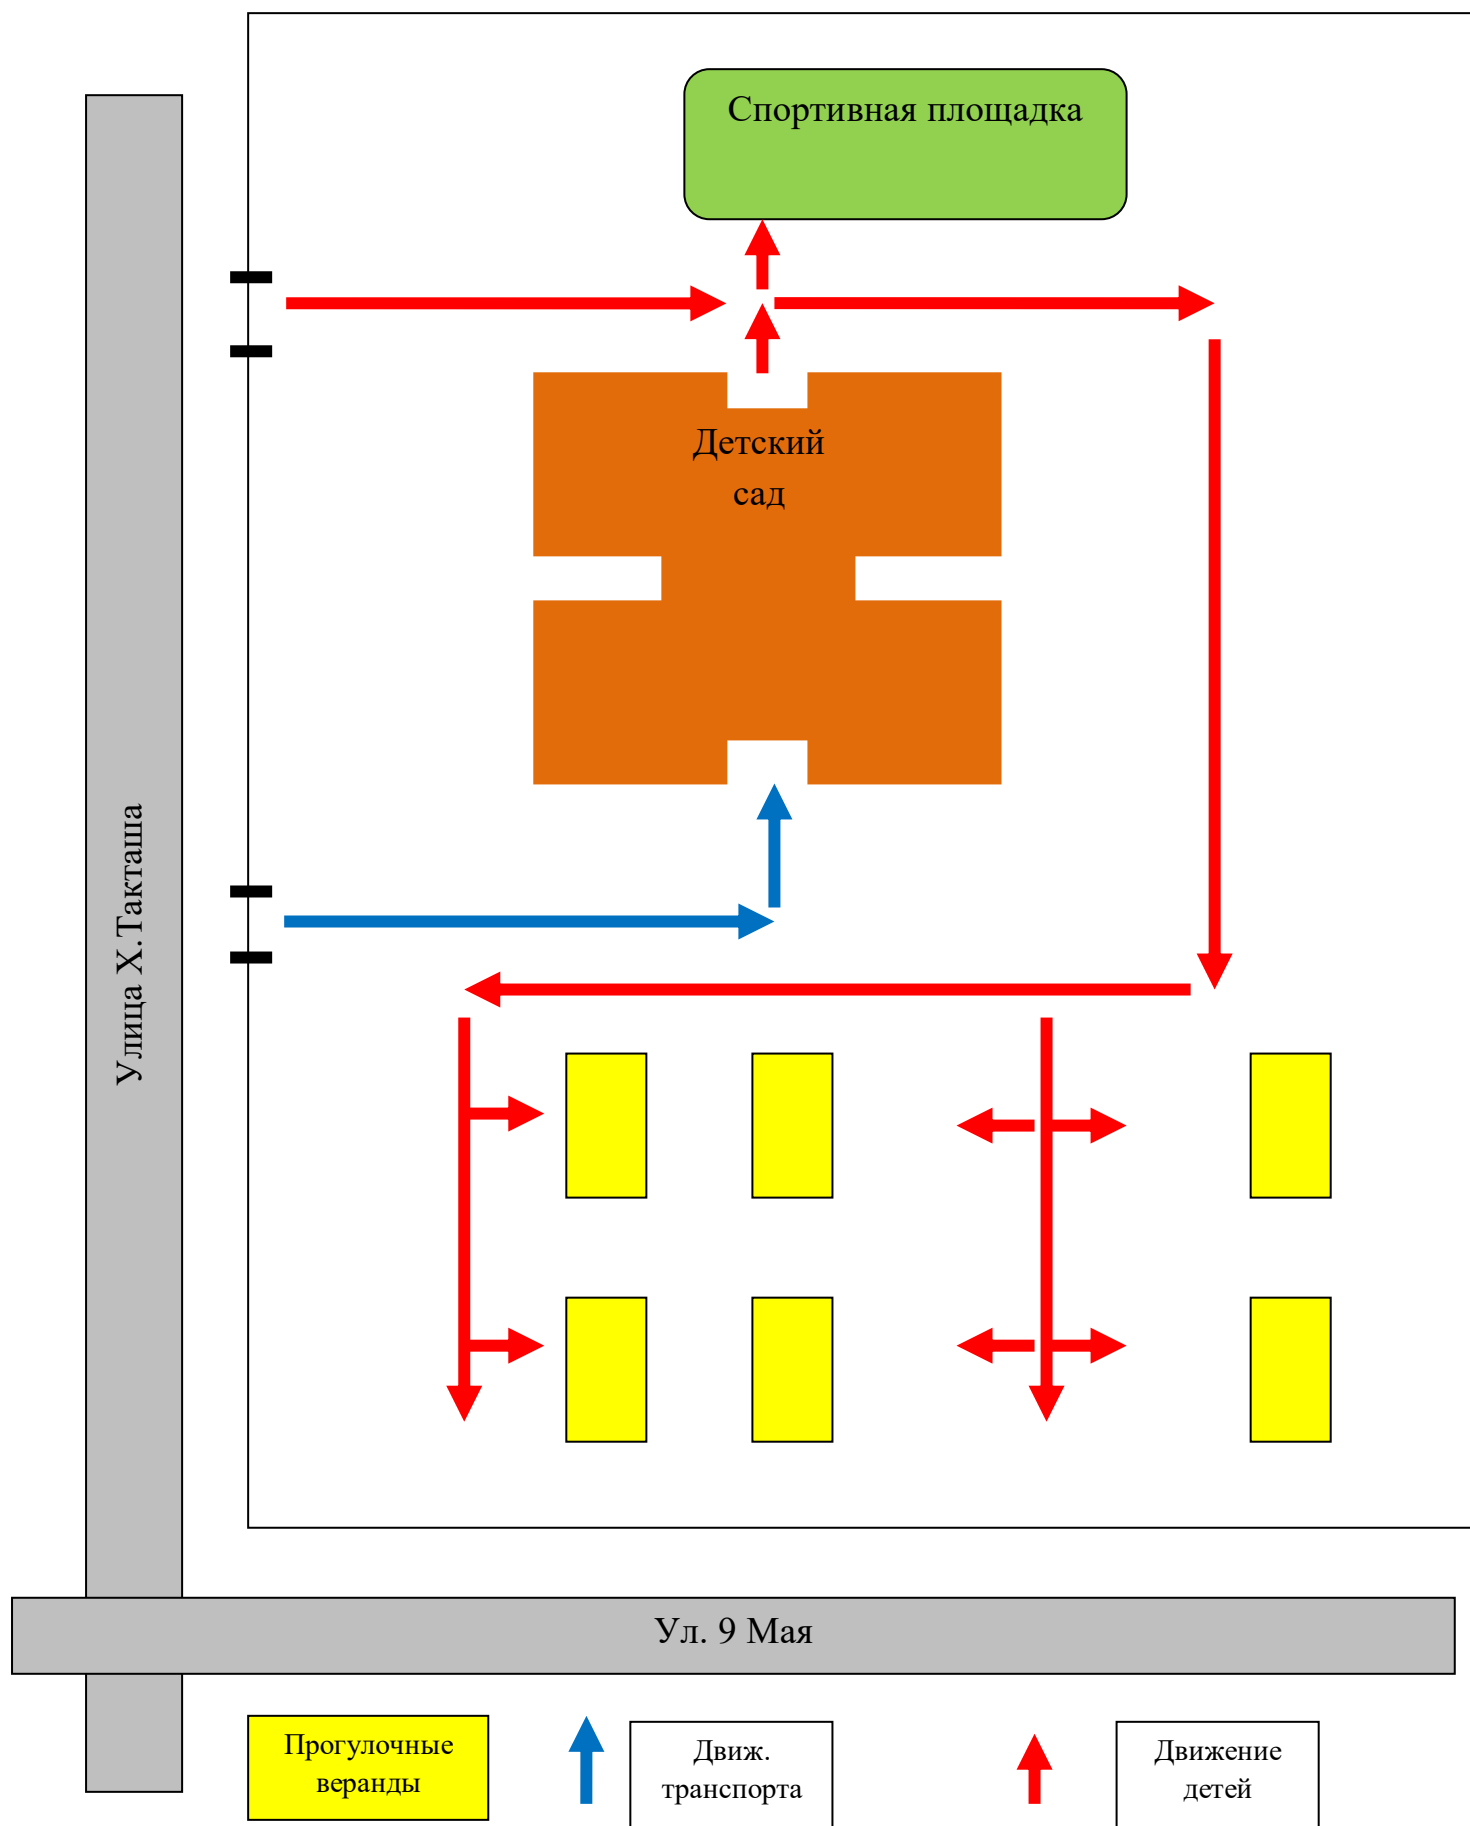 Спортивная площадка
Детский
сад
Улица Х.Такташа
Ул. 9 Мая
Прогулочные
веранды
Движ.
транспорта
Движение
детей